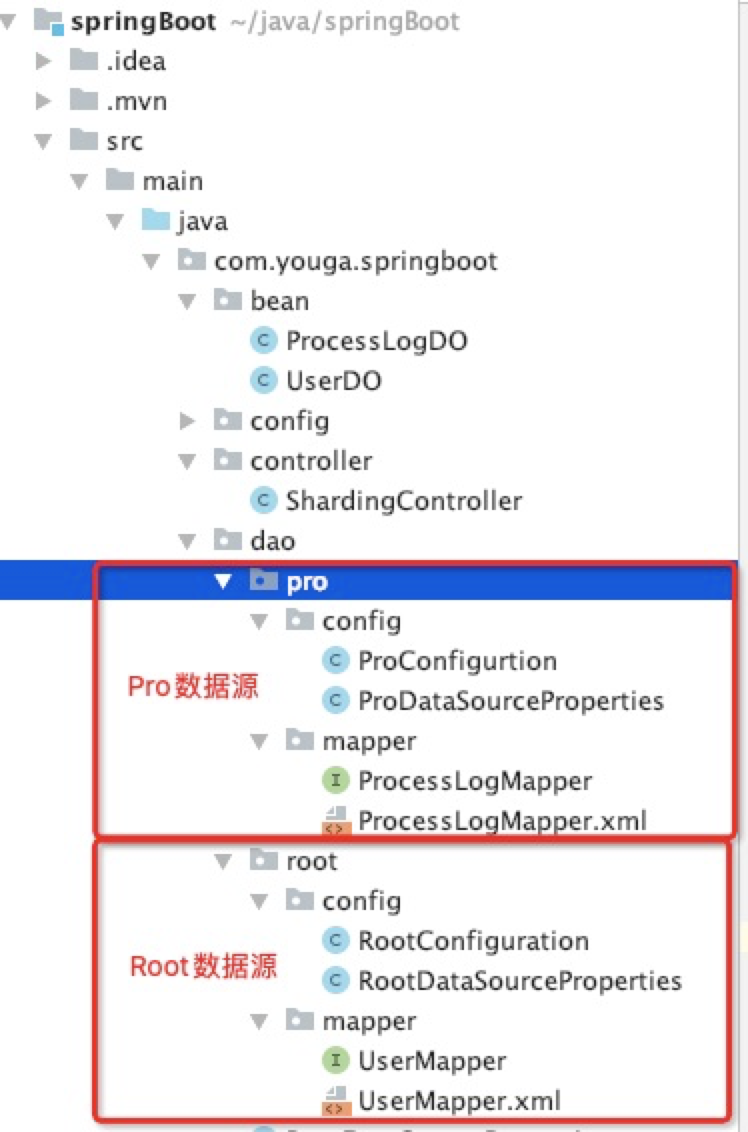 springBoot ~/java/springBoot
.idea
.mvn
src
main
java
com.youga.springboot
bean
ProcessLogDO
UserDO
config
controller
ShardingController
dao
pro
config
ProConfigurtion
Pro数据源
ProDataSourceProperties
mapper
ProcessLogMapper
ProcessLogMapper.xml
root
config
RootConfiguration
Root数据源
RootDataSourceProperties
mapper
UserMapper
UserMapper.xml